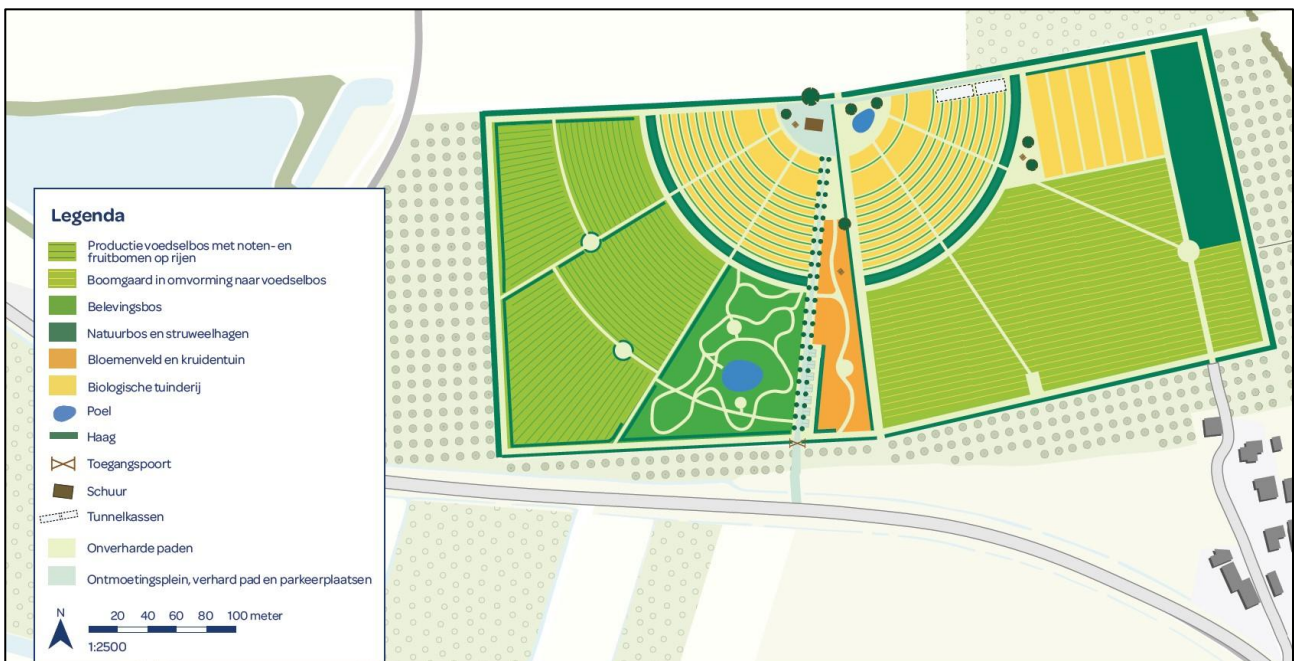 Legenda
Productie voedselbos met noten- en
fruitbomen op rijen
Boomgaard in omvorming naar voedselbos
Belevingsbos
Natuurbos en struweelhagen
Bloemenveld en kruidentuin
Biologische tuinderij
Poel
Haag
Toegangspoort
Schuur
Tunnelkassen
Onverharde paden
Ontmoetingsplein, verhard pad en parkeerplaatsen
N
20 40 60 80 100 meter
1:2500